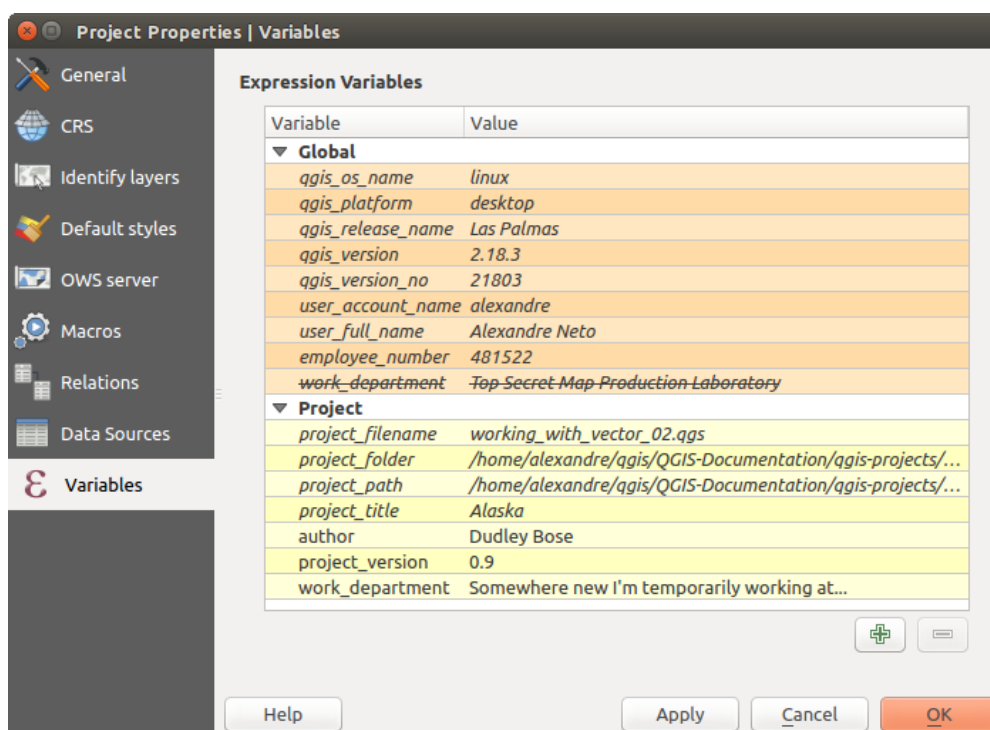 Project Properties | Variables
General
CRS
Identify layers
Default styles
OWS server
Macros
Relations
Data Sources
Variables
Expression Variables
Variable Value
Global
qgis_os_name linux
qgis_platform desktop
qgis_release_name Las Palmas
qgis_version 2.18.3
qgis_version_no 21803
user_account_name alexandre
user_full_name Alexandre Neto
employee_number 481522
work_department Top Secret Map Production Laboratory
Project
project_filename working_with_vector_02.qgs
project_folder /home/alexandre/qgis/QGIS-Documentation/qgis-projects/...
project_path /home/alexandre/qgis/QGIS-Documentation/qgis-projects/...
project_title Alaska
author Dudley Bose
project_version 0.9
work_department Somewhere new I'm temporarily working at...
Help Apply Cancel OK